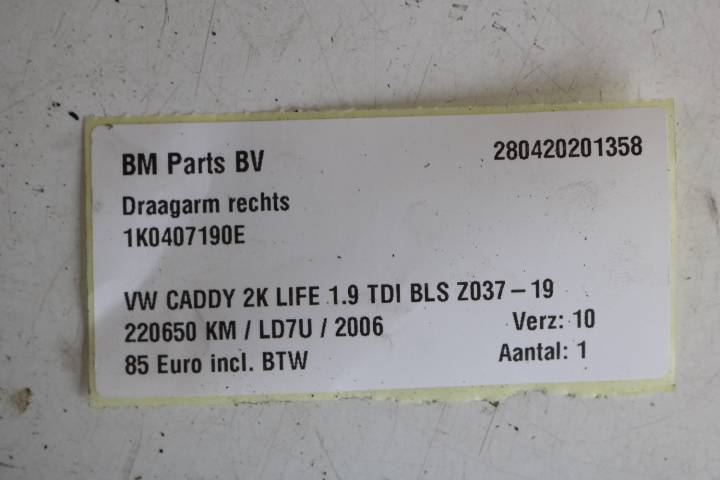 BM Parts BV 280420201358
Draagarm rechts
1K0407190E
VW CADDY 2K LIFE 1.9 TDI BLS Z037-19
220650 KM / LD7U / 2006 Verz: 10
85 Euro incl. BTW Aantal: 1